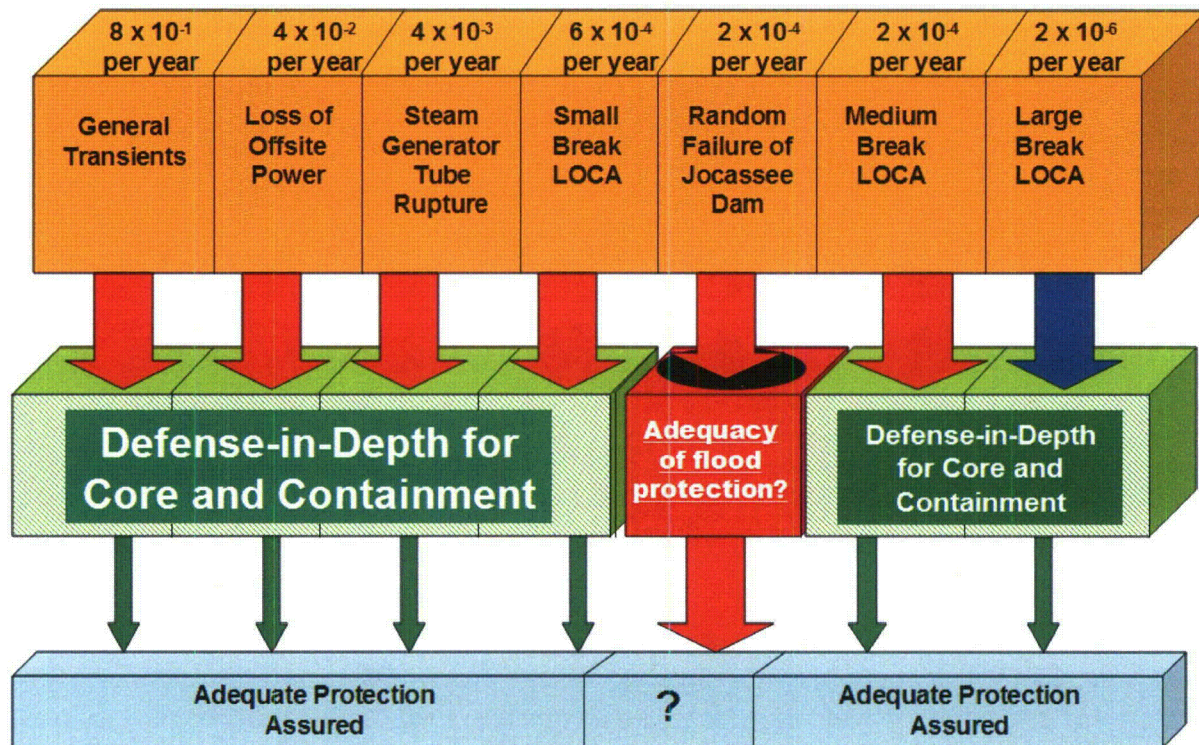 8 x 10-1
per year
4 x 10-2
per year
4 x 10-3
per year
6 x 10-4
per year
2 x 10-4
per year
2 x 10-4
per year
2 x 10-6
per year
General
Transients
Loss of
Offsite
Power
Steam
Generator
Tube
Rupture
Small
Break
LOCA
Random
Failure of
Jocassee
Dam
Medium
Break
LOCA
Large
Break
LOCA
Defense-in-Depth for
Core and Containment
Adequacy
of flood
protection?
Defense-in-Depth
for Core and
Containment
Adequate Protection
Assured
?
Adequate Protection
Assured